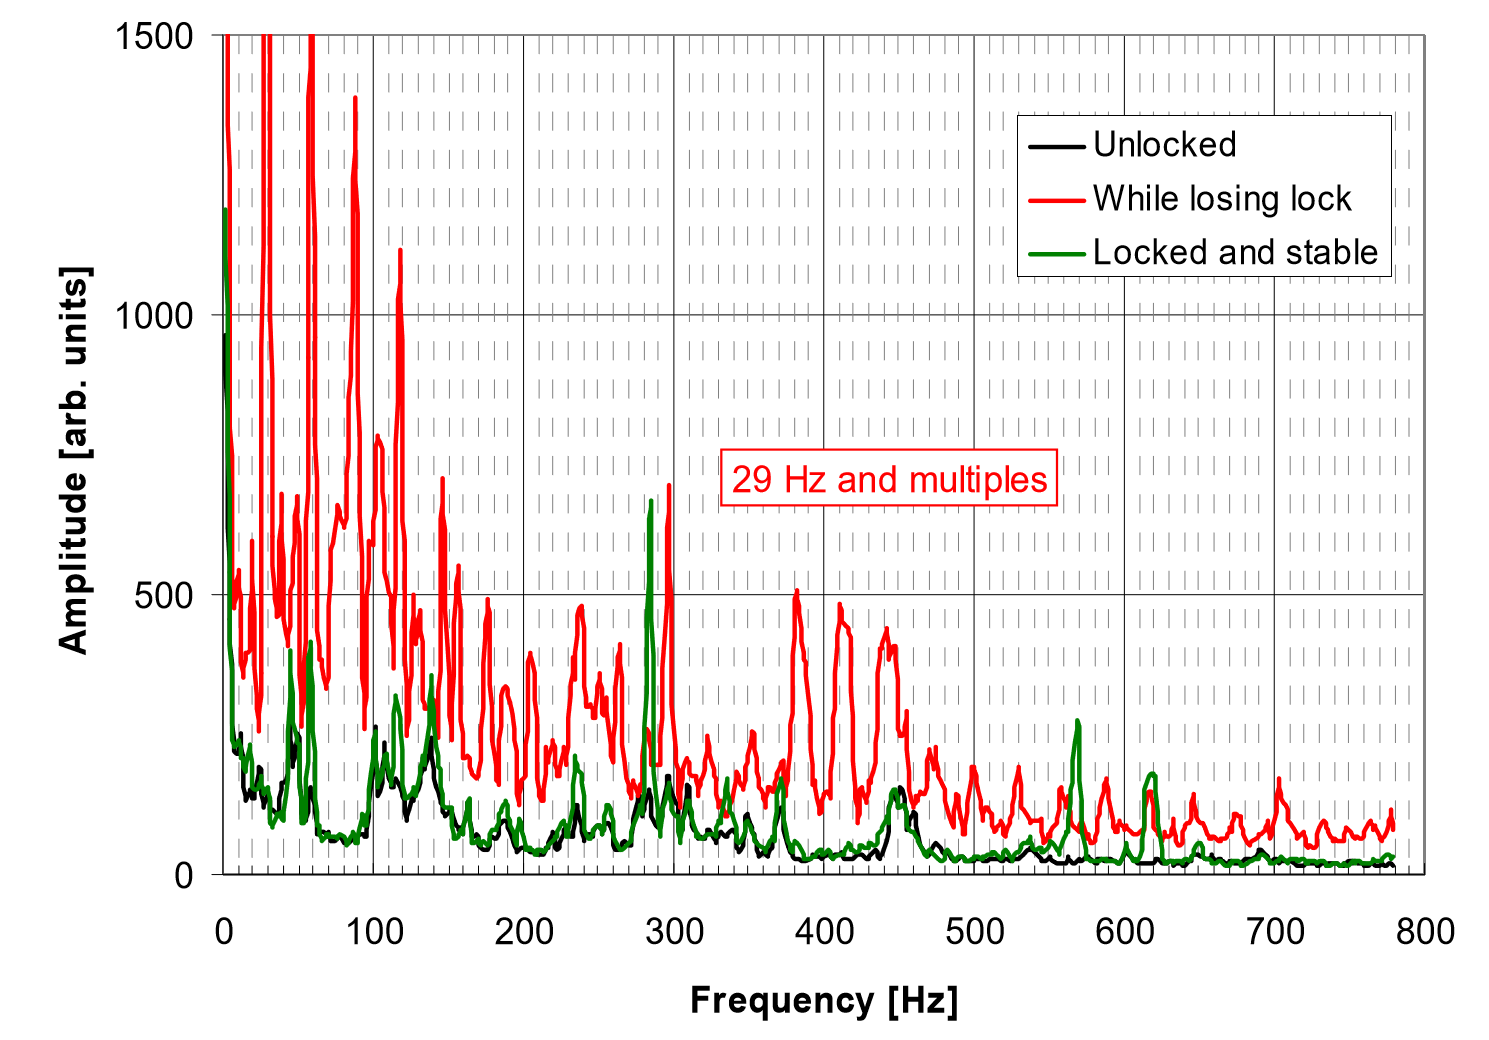 1500
1000
500
0
Amplitude [arb. units]
Unlocked
While losing lock
Locked and stable
29 Hz and multiples
0 100 200 300 400 500 600 700 800
Frequency [Hz]